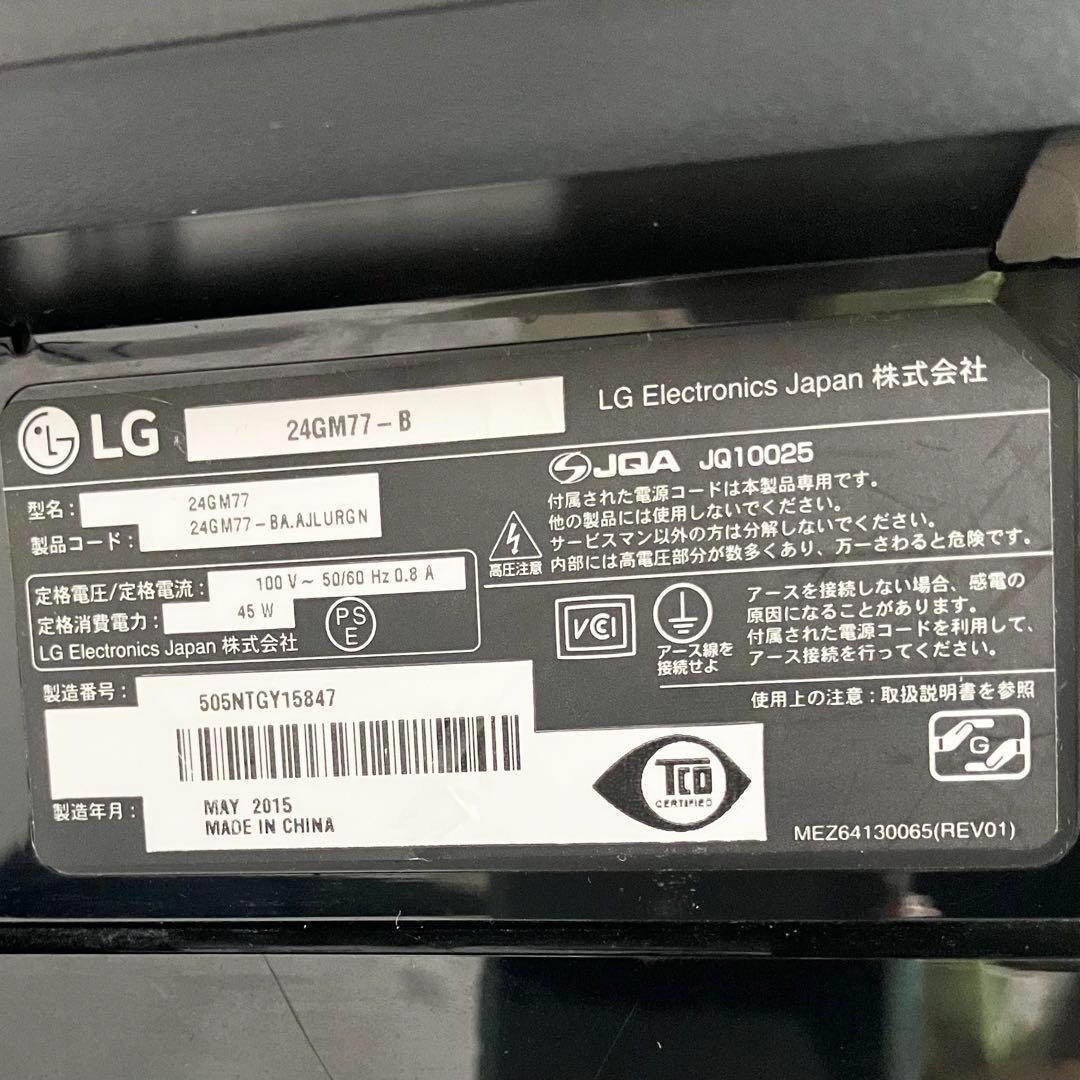 LG 24GM77-B LG Electronics Japan 株式会社
型名: 24GM77
製品コード: 24GM77-BA.AJLURGN
定格電圧/定格電流: 100 V~ 50/60 Hz 0.8 A
定格消費電力: 45 W
LG Electronics Japan 株式会社
PS
E
JQA JQ10025
付属された電源コードは本製品専用です。
他の製品には使用しないでください。
サービスマン以外の方は分解しないでください。
内部には高電圧部分が数多くあり、万一さわると危険です。
高圧注意
VCCI
アース線を
接続せよ
アースを接続しない場合、感電の
原因になることがあります。
付属された電源コードを利用して、
アース接続を行ってください。
使用上の注意:取扱説明書を参照
製造番号: 505NTGY15847
製造年月: MAY 2015
MADE IN CHINA
TCO
CERTIFIED
G
MEZ64130065(REV01)